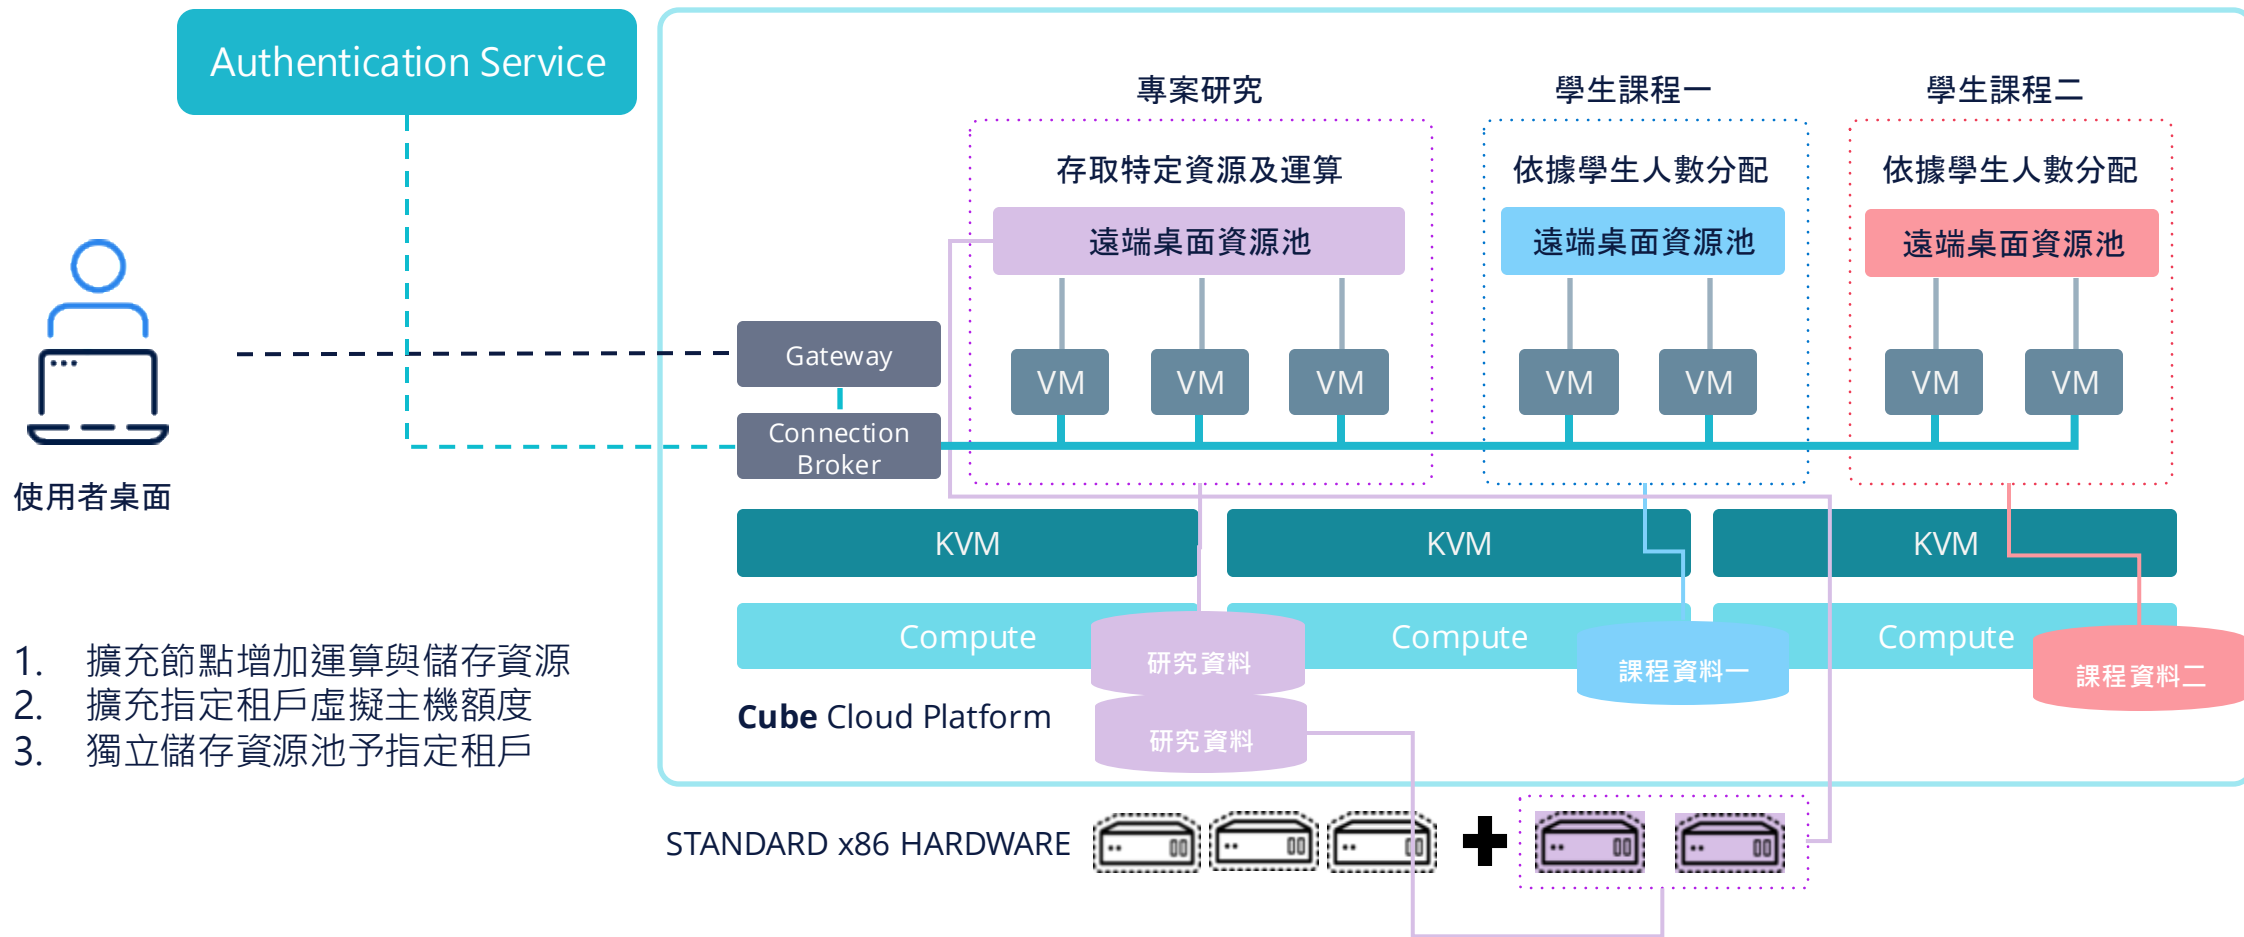 Authentication Service
專案研究
學生課程一
學生課程二
存取特定資源及運算
依據學生人數分配
依據學生人數分配
遠端桌面資源池
遠端桌面資源池
遠端桌面資源池
Gateway
VM
VM
VM
VM
VM
VM
VM
Connection
Broker
使用者桌面
KVM
KVM
KVM
Compute
Compute
Compute
研究資料
課程資料一
課程資料二
1. 擴充節點增加運算與儲存資源
2. 擴充指定租戶虛擬主機額度
3. 獨立儲存資源池予指定租戶
Cube Cloud Platform
研究資料
STANDARD x86 HARDWARE